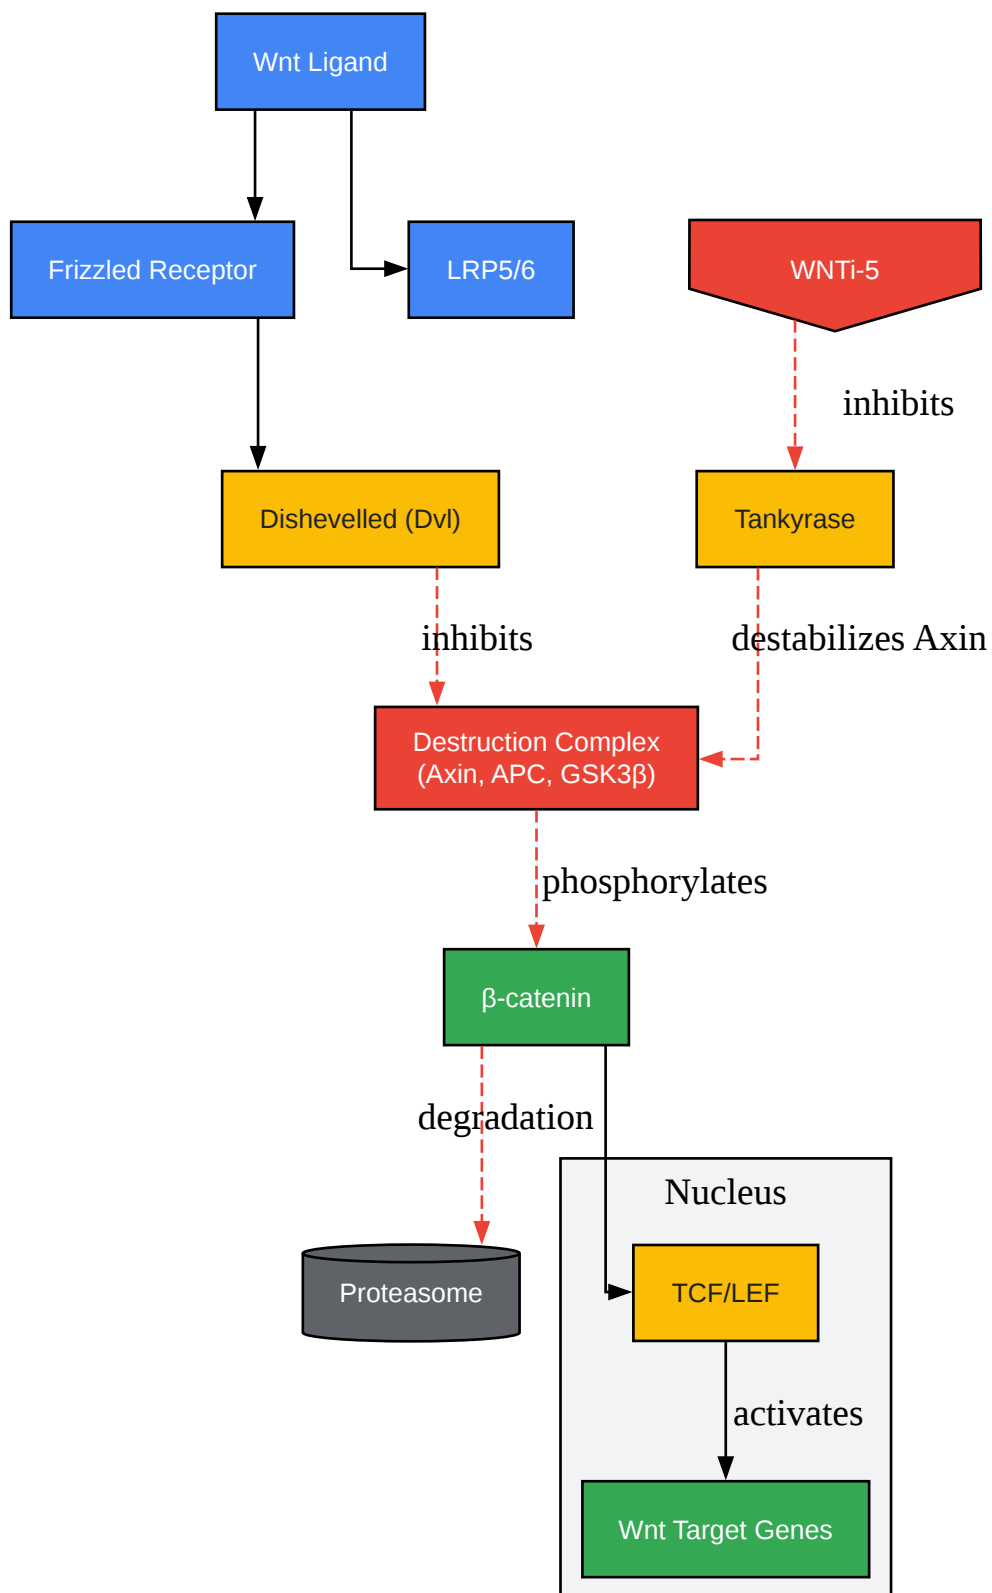 Wnt Ligand
Frizzled Receptor
LRP5/6
WNTi-5
inhibits
Dishevelled (Dvl)
Tankyrase
inhibits
destabilizes Axin
Destruction Complex
(Axin, APC, GSK3β)
phosphorylates
β-catenin
degradation
Nucleus
Proteasome
TCF/LEF
activates
Wnt Target Genes